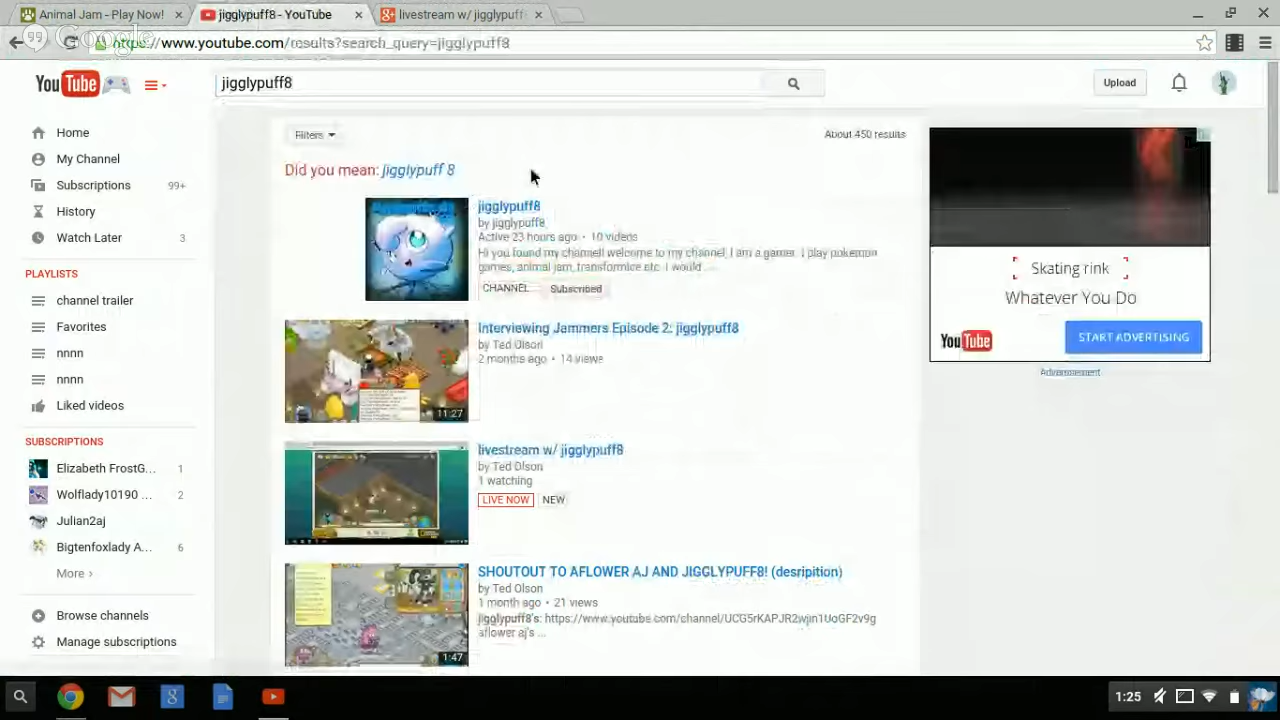 Animal Jam - Play Now!
jigglypuff8 - YouTube
livestream w/ jigglypuff
Google
https://www.youtube.com/results?search_query=jigglypuff8
YouTube
jigglypuff8
Upload
Home
My Channel
Subscriptions 99+
History
Watch Later 3
PLAYLISTS
channel trailer
Favorites
nnnn
nnnn
Liked videos
SUBSCRIPTIONS
Elizabeth FrostG... 1
Wolflady10190 ... 2
Julian2aj
Bigtenfoxlady A... 6
More ›
Browse channels
Manage subscriptions
Filters
About 450 results
Did you mean: jigglypuff 8
jigglypuff8
by jigglypuff8
Active 23 hours ago • 10 videos
Hi you found my channel! welcome to my channel, I am a gamer. I play pokemon
games, animal jam, transformice etc. I would ...
CHANNEL Subscribed
Interviewing Jammers Episode 2: jigglypuff8
by Ted Olson
2 months ago • 14 views
11:27
livestream w/ jigglypuff8
by Ted Olson
1 watching
LIVE NOW NEW
SHOUTOUT TO AFLOWER AJ AND JIGGLYPUFF8! (desripition)
by Ted Olson
1 month ago • 21 views
jigglypuff8's: https://www.youtube.com/channel/UCG5rKAPJR2wjin1UoGF2v9g
aflower aj's ...
1:47
Skating rink
Whatever You Do
YouTube
START ADVERTISING
Advertisement
1:25